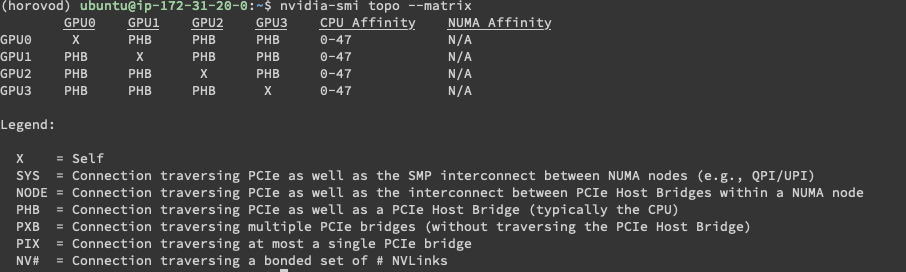 (horovod) ubuntu@ip-172-31-20-0:~$ nvidia-smi topo --matrix
        GPU0    GPU1    GPU2    GPU3    CPU Affinity    NUMA Affinity
GPU0     X      PHB     PHB     PHB     0-47            N/A
GPU1    PHB      X      PHB     PHB     0-47            N/A
GPU2    PHB     PHB      X      PHB     0-47            N/A
GPU3    PHB     PHB     PHB      X      0-47            N/A
Legend:
  X    = Self
  SYS  = Connection traversing PCIe as well as the SMP interconnect between NUMA nodes (e.g., QPI/UPI)
  NODE = Connection traversing PCIe as well as the interconnect between PCIe Host Bridges within a NUMA node
  PHB  = Connection traversing PCIe as well as a PCIe Host Bridge (typically the CPU)
  PXB  = Connection traversing multiple PCIe bridges (without traversing the PCIe Host Bridge)
  PIX  = Connection traversing at most a single PCIe bridge
  NV#  = Connection traversing a bonded set of # NVLinks